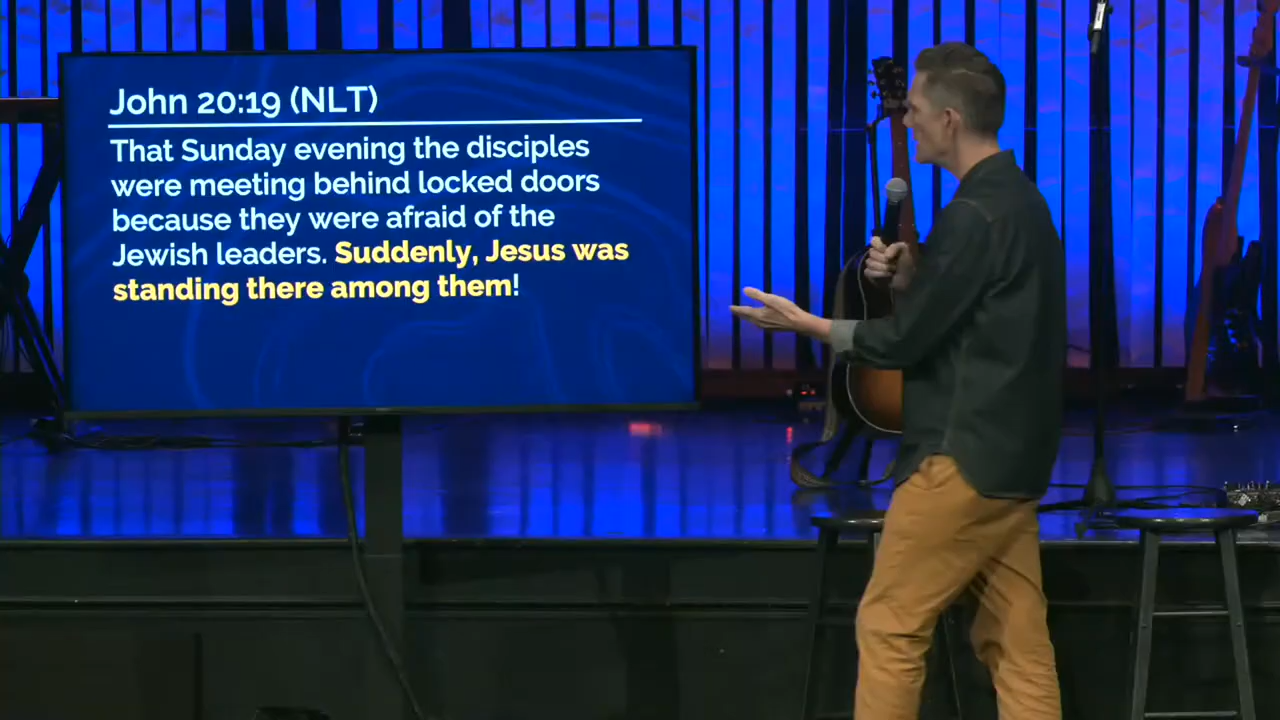 John 20:19 (NLT)
That Sunday evening the disciples
were meeting behind locked doors
because they were afraid of the
Jewish leaders. Suddenly, Jesus was
standing there among them!